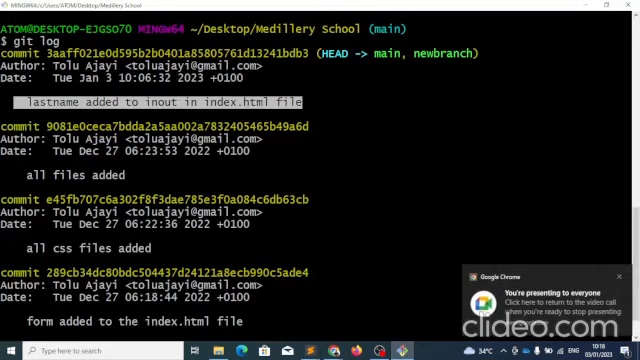 MINGW64:/c/Users/ATOM/Desktop/Medillery School
ATOM@DESKTOP-EJGSO70 MINGW64 ~/Desktop/Medillery School (main)
$ git log
commit 3aaff021e0d595b2b0401a85805761d13241bdb3 (HEAD -> main, newbranch)
Author: Tolu Ajayi <toluajayi@gmail.com>
Date:   Tue Jan 3 10:06:32 2023 +0100
lastname added to inout in index.html file
commit 9081e0ceca7bdda2a5aa002a7832405465b49a6d
Author: Tolu Ajayi <toluajayi@gmail.com>
Date:   Tue Dec 27 06:23:53 2022 +0100
all files added
commit e45fb707c6a302f8f3dae785e3f0a084c6db63cb
Author: Tolu Ajayi <toluajayi@gmail.com>
Date:   Tue Dec 27 06:22:36 2022 +0100
all css files added
commit 289cb34dc80bdc504437d24121a8ecb990c5ade4
Author: Tolu Ajayi <toluajayi@gmail.com>
Date:   Tue Dec 27 06:18:44 2022 +0100
form added to the index.html file
Google Chrome
You're presenting to everyone
Click here to return to the video call
when you're ready to stop presenting
clideo.com
Type here to search
34°C
ENG
10:16
03/01/2023